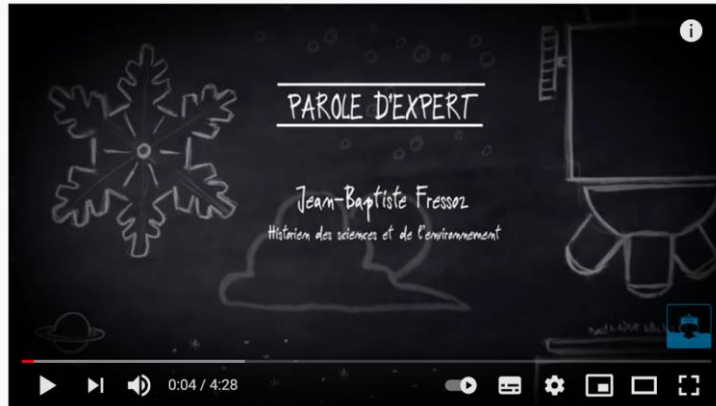 PAROLE D'EXPERT
Jean-Baptiste Fressoz
Historien des sciences et de l'environnement
0:04 / 4:28